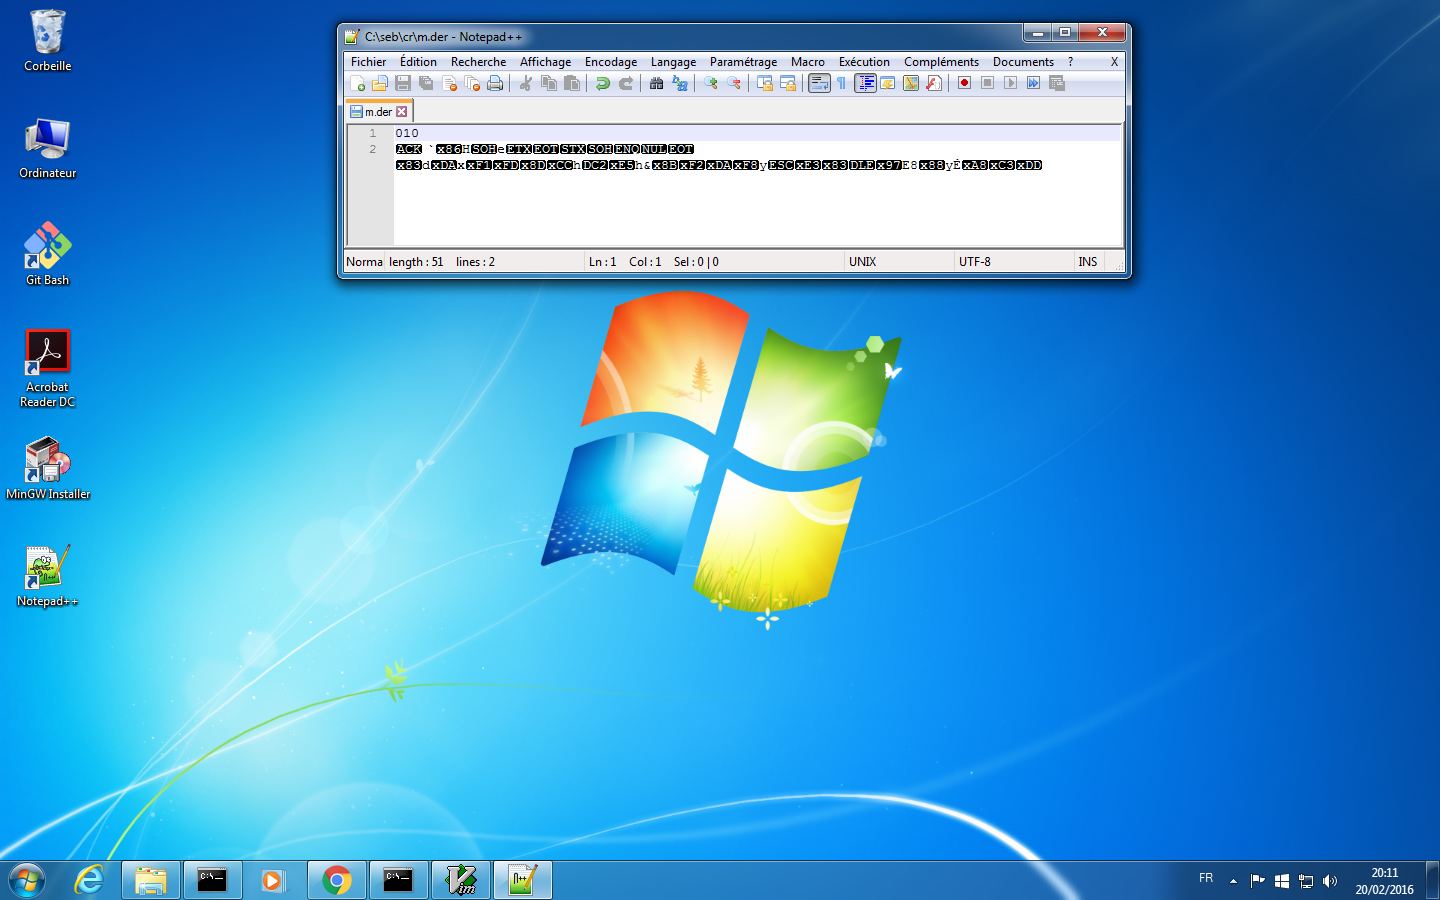 Corbeille
Ordinateur
Git Bash
Acrobat
Reader DC
MinGW Installer
Notepad++
C:\seb\cr\m.der - Notepad++
Fichier Édition Recherche Affichage Encodage Langage Paramétrage Macro Exécution Compléments Documents ? X
m.der
1 010
2 ACK `x86HSOHeETXEOTSTXSOHENQNULEOT
x83dxDAxxF1xFDx8DxCChDC2xE5h&x8BxF2xDAxF8yESCxE3x83DLEx97E8x88yÉxA8xC3xDD
Norma length : 51 lines : 2 Ln : 1 Col : 1 Sel : 0 | 0 UNIX UTF-8 INS
C:\_
C:\_
Vim
FR
20:11
20/02/2016